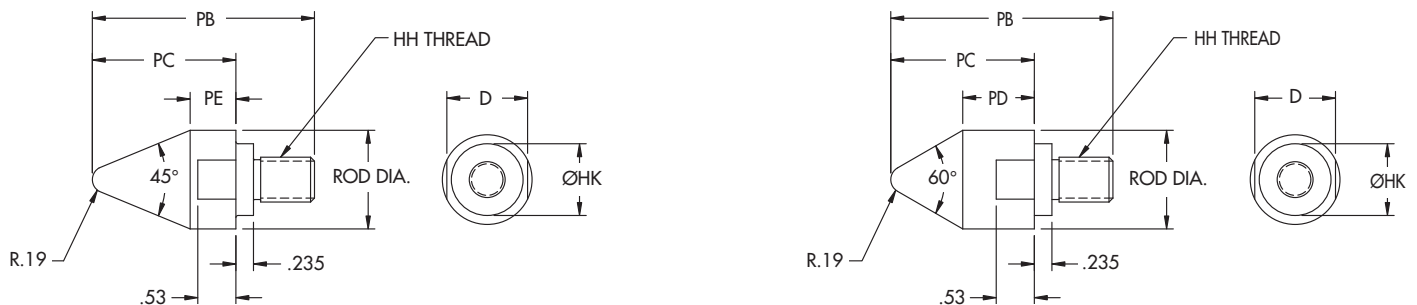 PB
HH THREAD
PC
PE
D
45°
ROD DIA.
ØHK
R.19
.235
.53
PB
HH THREAD
PC
PD
D
60°
ROD DIA.
ØHK
R.19
.235
.53